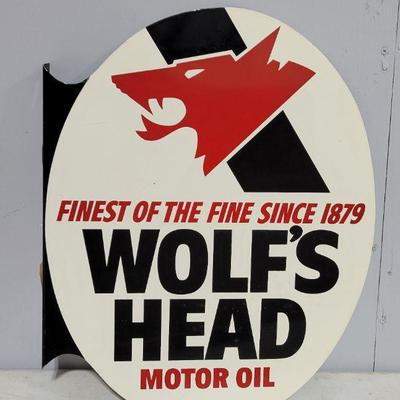 FINEST OF THE FINE SINCE 1879
WOLF'S
HEAD
MOTOR OIL